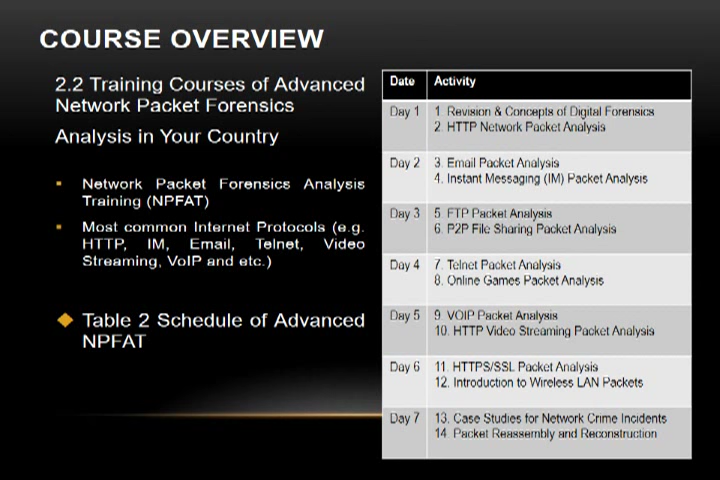 COURSE OVERVIEW
2.2 Training Courses of Advanced
Network Packet Forensics
Analysis in Your Country
Network Packet Forensics Analysis
Training (NPFAT)
Most common Internet Protocols (e.g.
HTTP, IM, Email, Telnet, Video
Streaming, VoIP and etc.)
Table 2 Schedule of Advanced
NPFAT
Date Activity
Day 1 1. Revision & Concepts of Digital Forensics
2. HTTP Network Packet Analysis
Day 2 3. Email Packet Analysis
4. Instant Messaging (IM) Packet Analysis
Day 3 5. FTP Packet Analysis
6. P2P File Sharing Packet Analysis
Day 4 7. Telnet Packet Analysis
8. Online Games Packet Analysis
Day 5 9. VOIP Packet Analysis
10. HTTP Video Streaming Packet Analysis
Day 6 11. HTTPS/SSL Packet Analysis
12. Introduction to Wireless LAN Packets
Day 7 13. Case Studies for Network Crime Incidents
14. Packet Reassembly and Reconstruction